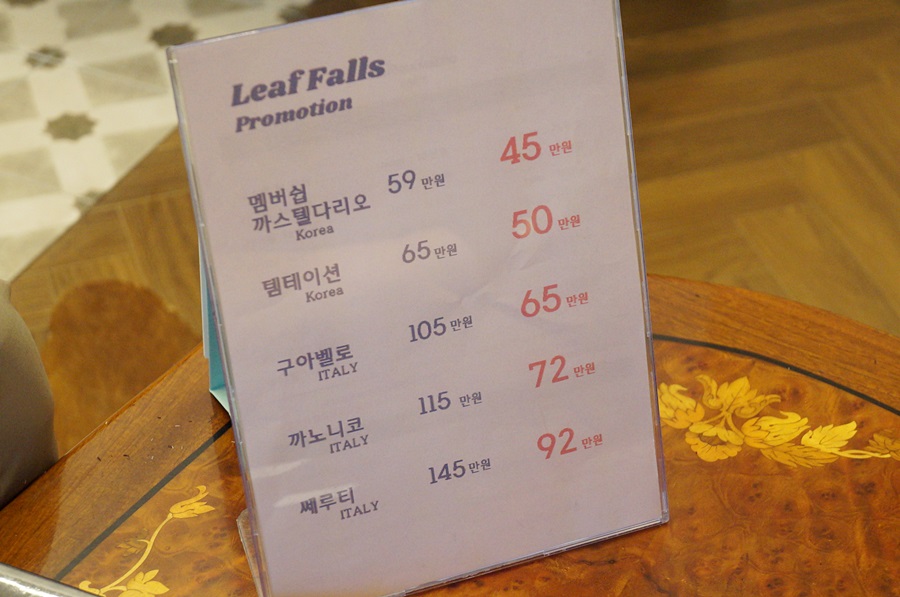 Leaf Falls
Promotion
멤버쉽
까스텔다리오 59 만원 45 만원
Korea
템테이션 65 만원 50 만원
Korea
구아벨로 105 만원 65 만원
ITALY
까노니코 115 만원 72 만원
ITALY
쎄루티 145 만원 92 만원
ITALY